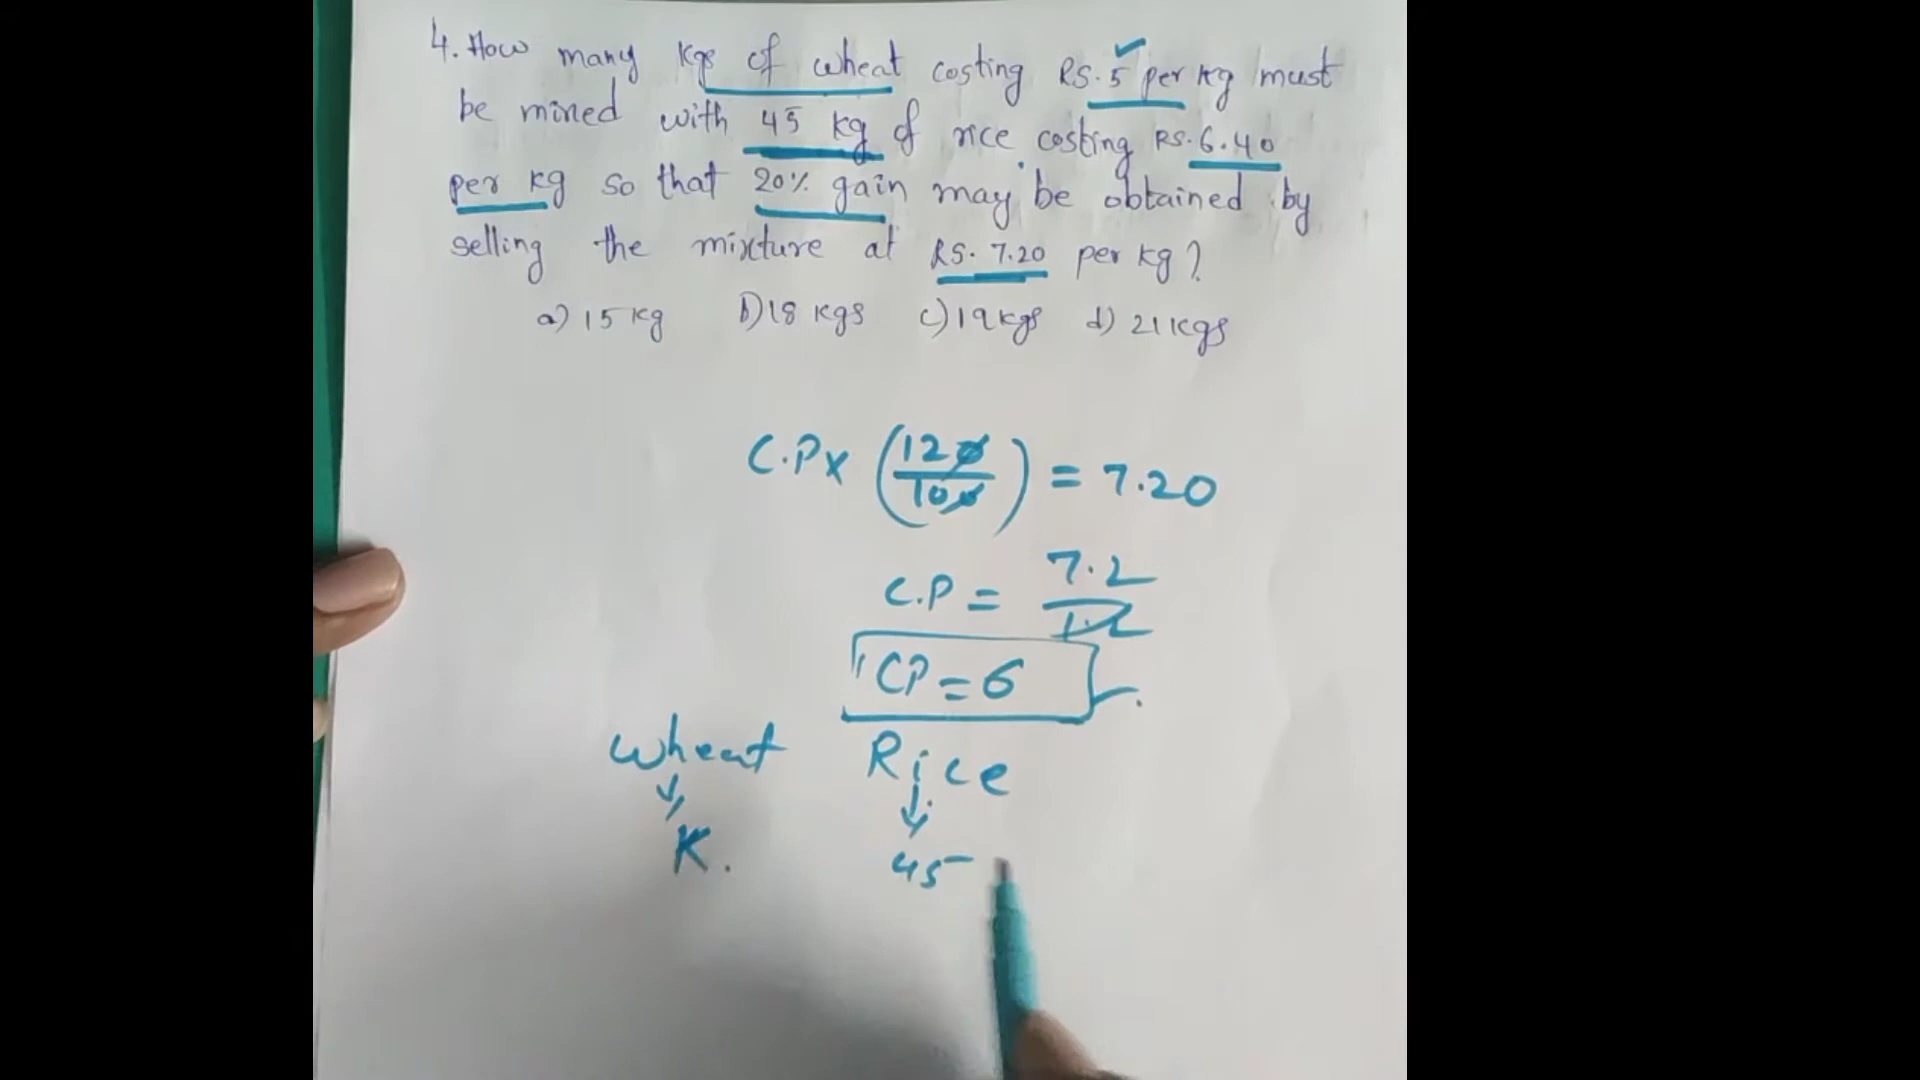 4. How many kgs of wheat costing RS. 5 per kg must
be mixed with 45 kg of rice costing RS. 6.40
per kg so that 20% gain may be obtained by
selling the mixture at RS. 7.20 per kg?
a) 15 kg b) 18 kgs c) 19 kgs d) 21 kgs
C.P x (120/100) = 7.20
C.P = 7.2/1.2
CP = 6
Wheat Rice
K. 45